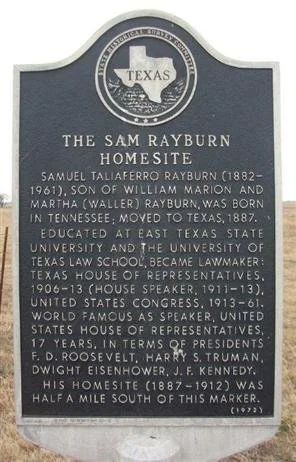 STATE HISTORICAL SURVEY COMMITTEE
TEXAS
THE SAM RAYBURN
HOMESITE
SAMUEL TALIAFERRO RAYBURN (1882-
1961), SON OF WILLIAM MARION AND
MARTHA (WALLER) RAYBURN, WAS BORN
IN TENNESSEE; MOVED TO TEXAS, 1887.
EDUCATED AT EAST TEXAS STATE
UNIVERSITY AND THE UNIVERSITY OF
TEXAS LAW SCHOOL, BECAME LAWMAKER:
TEXAS HOUSE OF REPRESENTATIVES,
1906-13 (HOUSE SPEAKER, 1911-13),
UNITED STATES CONGRESS, 1913-61.
WORLD FAMOUS AS SPEAKER, UNITED
STATES HOUSE OF REPRESENTATIVES,
17 YEARS, IN TERMS OF PRESIDENTS
F. D. ROOSEVELT, HARRY S. TRUMAN,
DWIGHT EISENHOWER, J. F. KENNEDY.
HIS HOMESITE (1887-1912) WAS
HALF A MILE SOUTH OF THIS MARKER.
(1972)